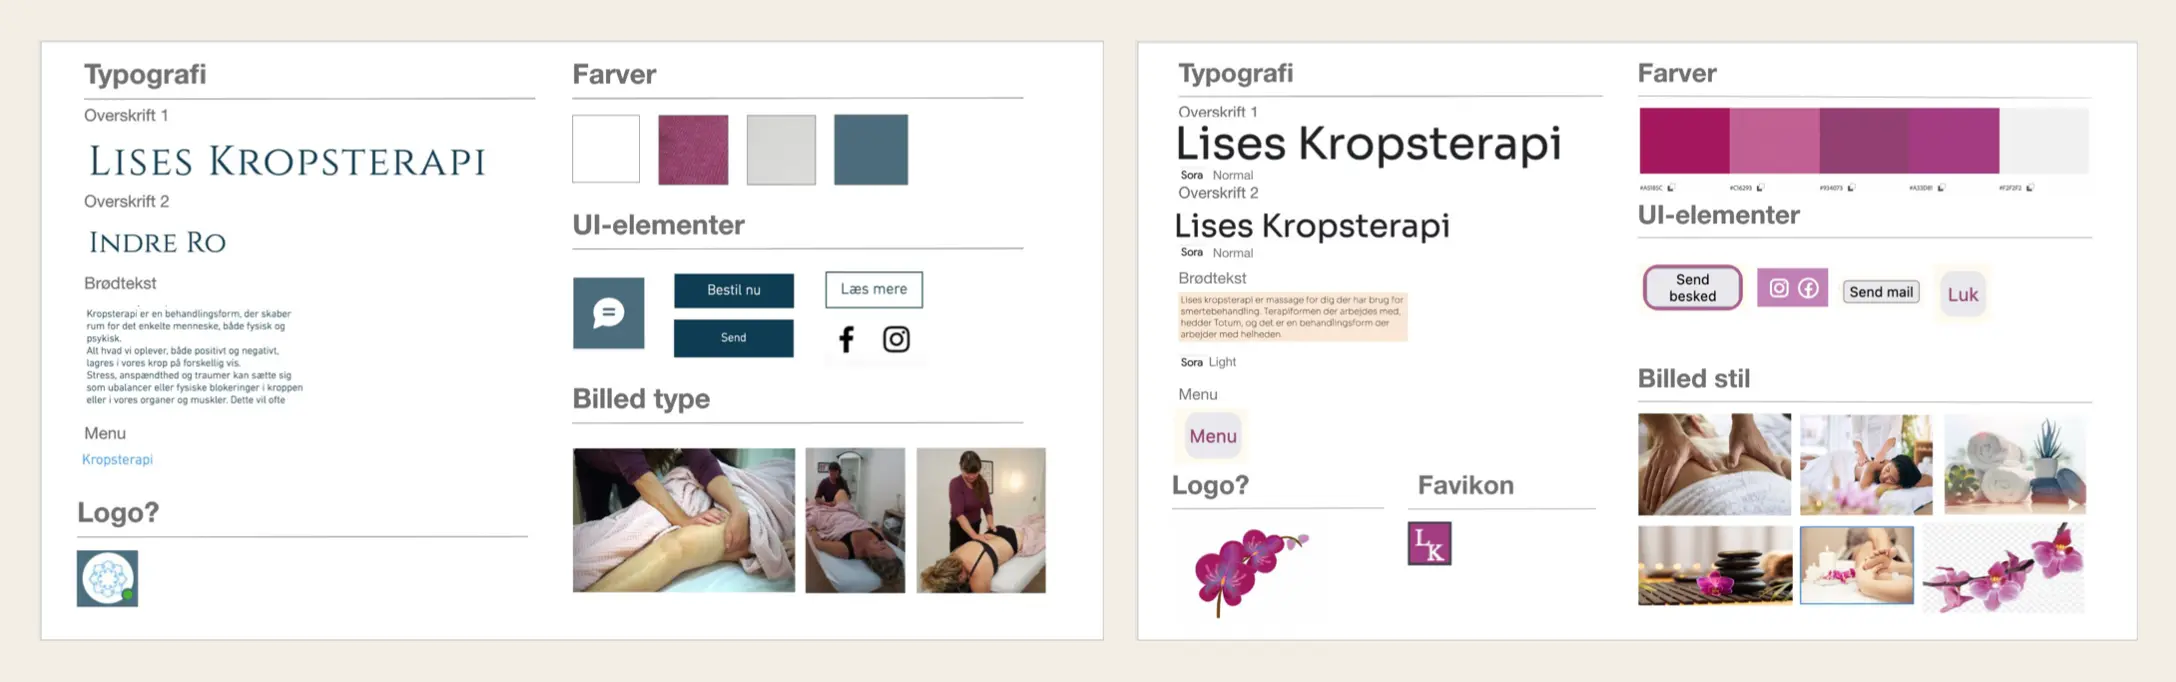 Typografi
Overskrift 1
LISES KROPSTERAPI
Overskrift 2
INDRE RO
Brødtekst
Kropsterapi er en behandlingsform, der skaber
rum for det enkelte menneske, både fysisk og
psykisk.
Alt hvad vi oplever, både positivt og negativt,
lagres i vores krop på forskellig vis.
Stress, anspændthed og traumer kan sætte sig
som ubalancer eller fysiske blokeringer i kroppen
eller i vores organer og muskler. Dette vil ofte
Menu
Kropsterapi
Logo?
Farver
UI-elementer
Bestil nu
Læs mere
Send
Billed type
Typografi
Overskrift 1
Lises Kropsterapi
Sora Normal
Overskrift 2
Lises Kropsterapi
Sora Normal
Brødtekst
Lises kropsterapi er massage for dig der har brug for
smertebehandling. Terapiformen der arbejdes med,
hedder Totum, og det er en behandlingsform der
arbejder med helheden.
Sora Light
Menu
Menu
Logo?
Favikon
LK
Farver
#C16293
#934073
#A33D81
#F2F2F2
UI-elementer
Send
besked
Send mail
Luk
Billed stil